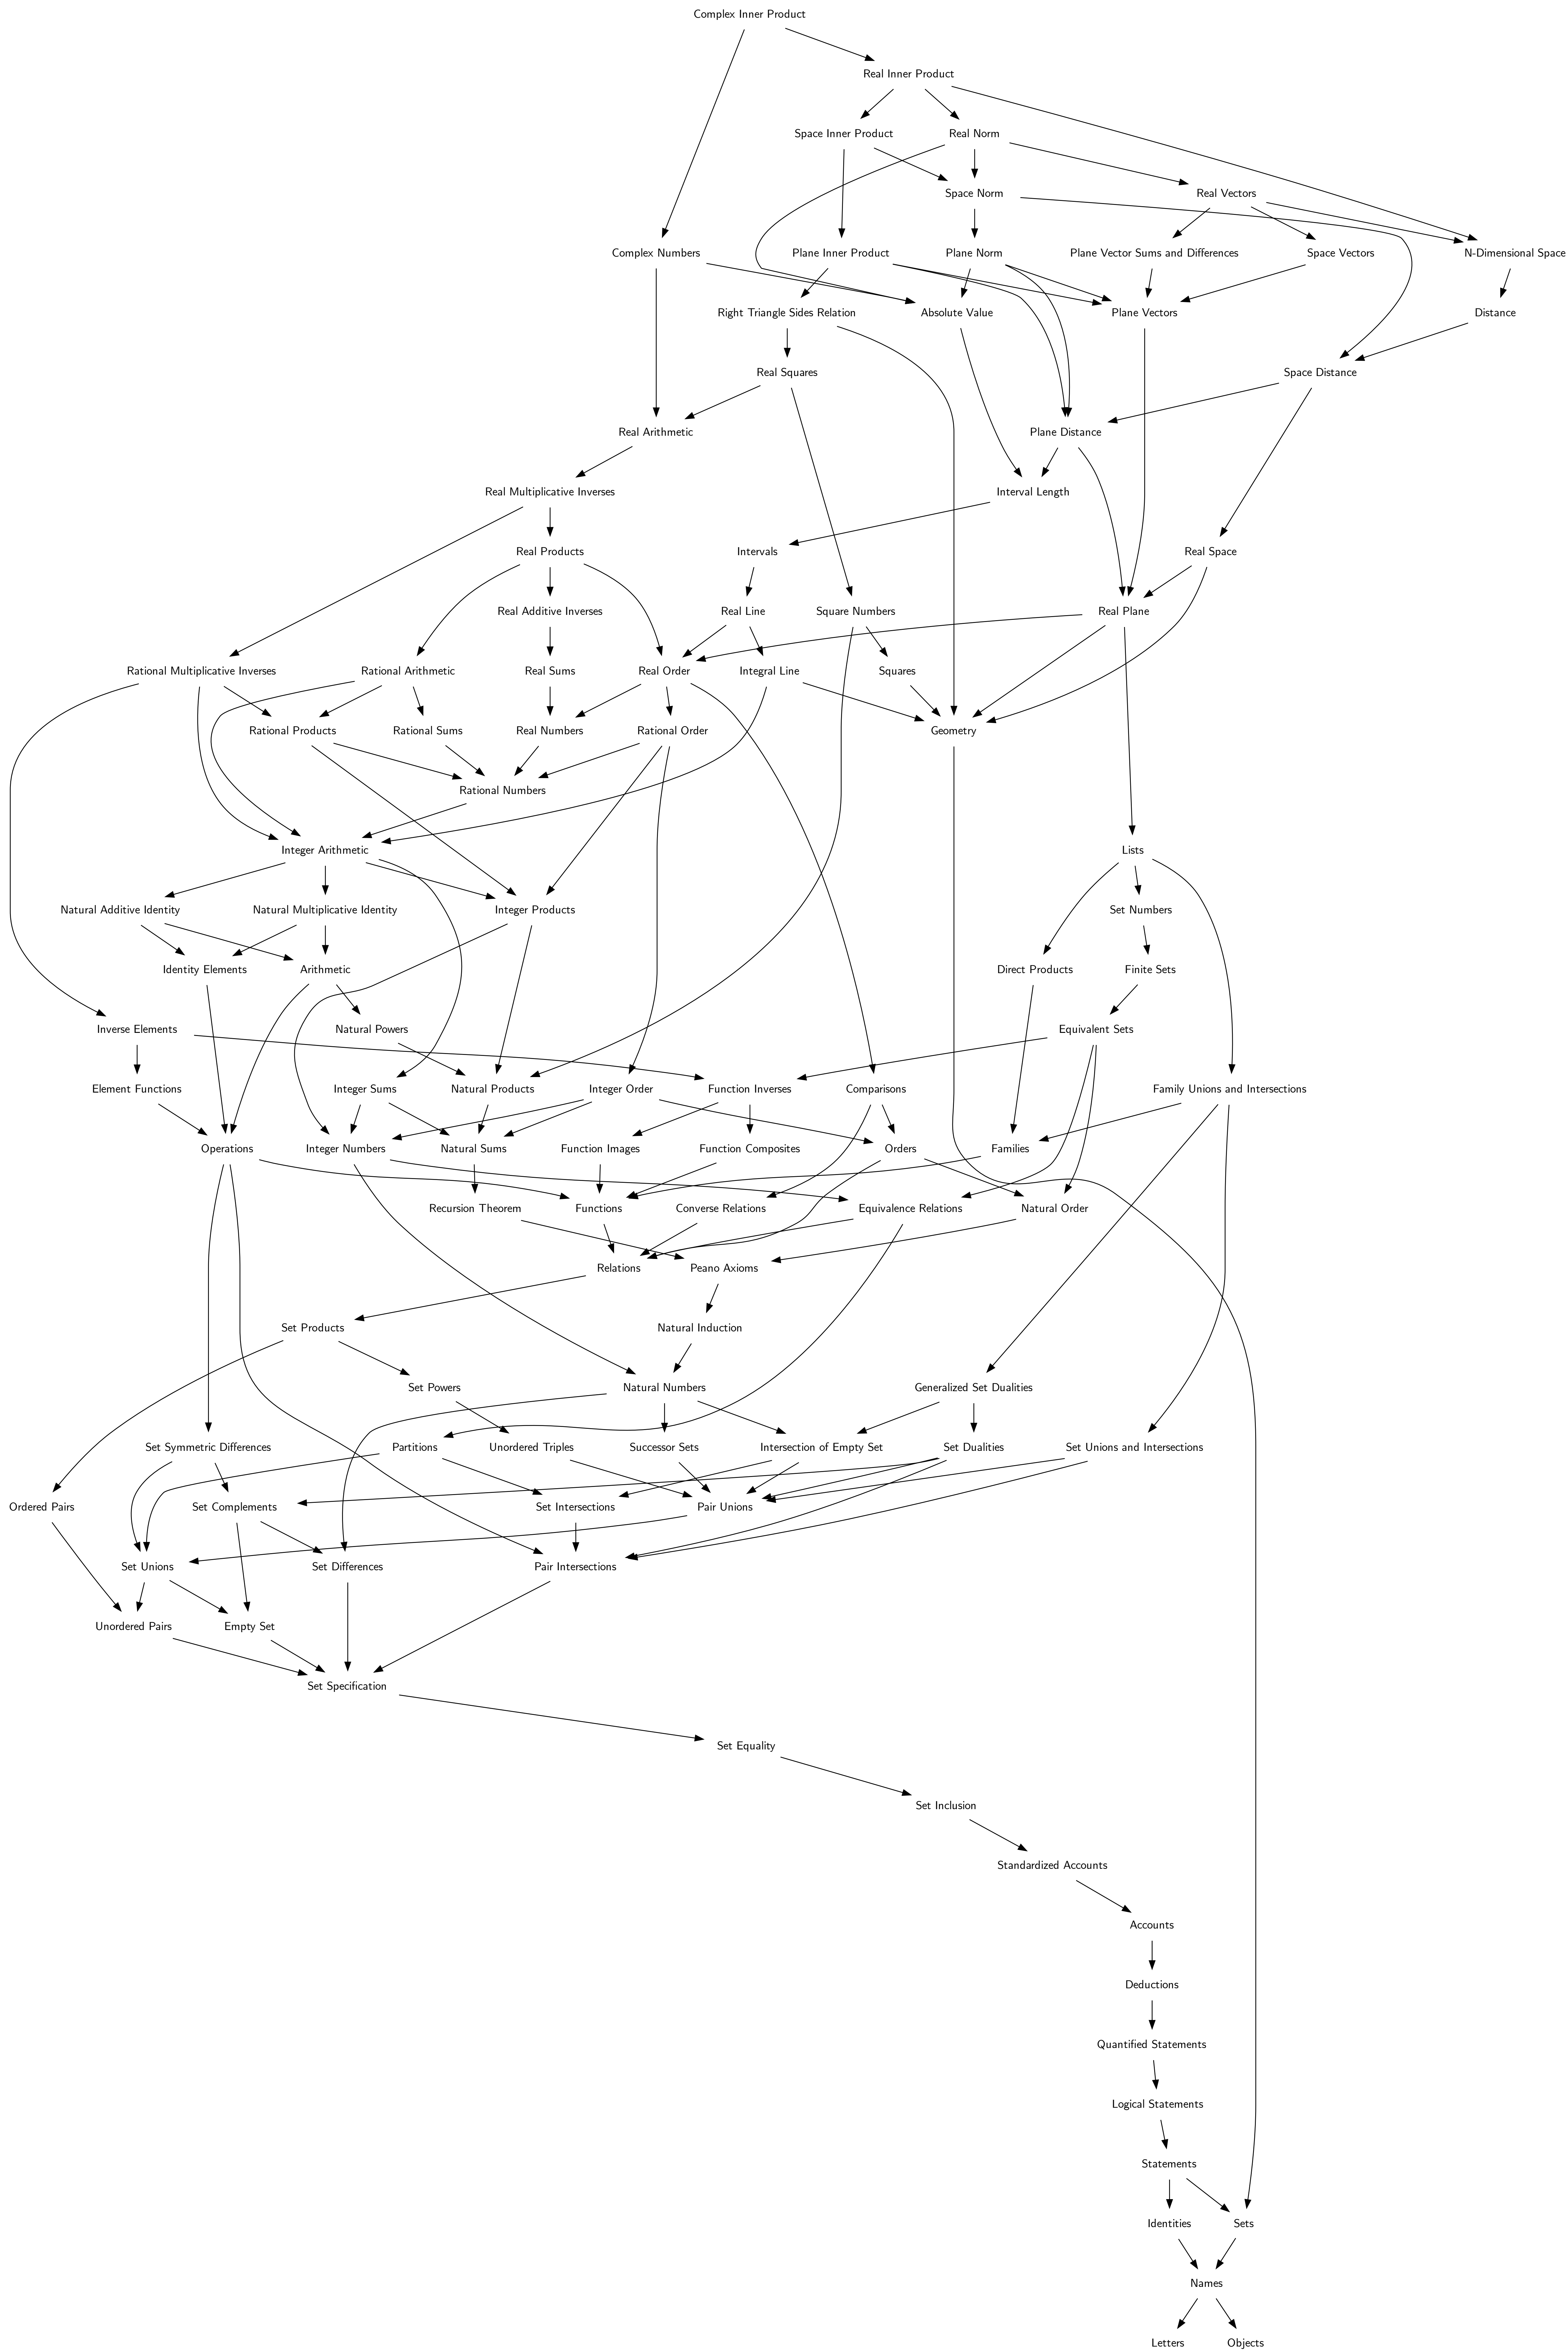 Complex Inner Product
Real Inner Product
Space Inner Product
Real Norm
Space Norm
Real Vectors
Complex Numbers
Plane Inner Product
Plane Norm
Plane Vector Sums and Differences
Space Vectors
N-Dimensional Space
Right Triangle Sides Relation
Absolute Value
Plane Vectors
Distance
Real Squares
Space Distance
Real Arithmetic
Plane Distance
Real Multiplicative Inverses
Interval Length
Real Products
Intervals
Real Space
Real Additive Inverses
Real Line
Square Numbers
Real Plane
Rational Multiplicative Inverses
Rational Arithmetic
Real Sums
Real Order
Integral Line
Squares
Rational Products
Rational Sums
Real Numbers
Rational Order
Geometry
Rational Numbers
Integer Arithmetic
Lists
Natural Additive Identity
Natural Multiplicative Identity
Integer Products
Set Numbers
Identity Elements
Arithmetic
Direct Products
Finite Sets
Inverse Elements
Natural Powers
Equivalent Sets
Element Functions
Integer Sums
Natural Products
Integer Order
Function Inverses
Comparisons
Family Unions and Intersections
Operations
Integer Numbers
Natural Sums
Function Images
Function Composites
Orders
Families
Recursion Theorem
Functions
Converse Relations
Equivalence Relations
Natural Order
Relations
Peano Axioms
Set Products
Natural Induction
Set Powers
Natural Numbers
Generalized Set Dualities
Set Symmetric Differences
Partitions
Unordered Triples
Successor Sets
Intersection of Empty Set
Set Dualities
Set Unions and Intersections
Ordered Pairs
Set Complements
Set Intersections
Pair Unions
Set Unions
Set Differences
Pair Intersections
Unordered Pairs
Empty Set
Set Specification
Set Equality
Set Inclusion
Standardized Accounts
Accounts
Deductions
Quantified Statements
Logical Statements
Statements
Identities
Sets
Names
Letters
Objects